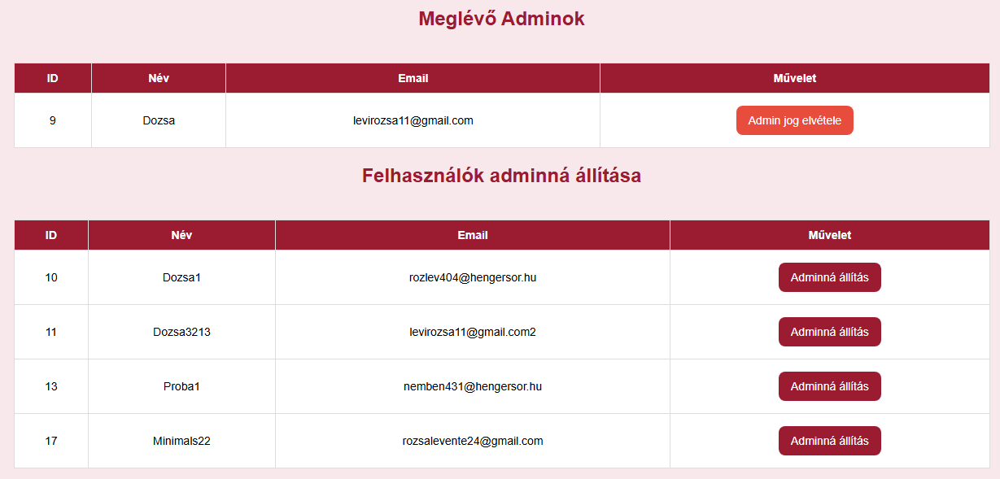 Meglévő Adminok
ID Név Email Művelet
9 Dozsa levirozsa11@gmail.com Admin jog elvétele
Felhasználók adminná állítása
ID Név Email Művelet
10 Dozsa1 rozlev404@hengersor.hu Adminná állítás
11 Dozsa3213 levirozsa11@gmail.com2 Adminná állítás
13 Proba1 nemben431@hengersor.hu Adminná állítás
17 Minimals22 rozsalevente24@gmail.com Adminná állítás